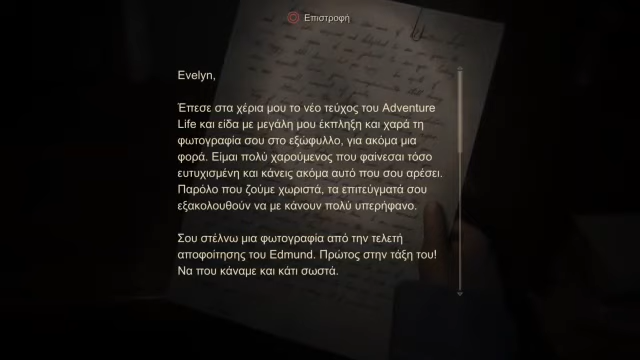 Επιστροφή
Evelyn,
Έπεσε στα χέρια μου το νέο τεύχος του Adventure
Life και είδα με μεγάλη μου έκπληξη και χαρά τη
φωτογραφία σου στο εξώφυλλο, για ακόμα μια
φορά. Είμαι πολύ χαρούμενος που φαίνεσαι τόσο
ευτυχισμένη και κάνεις ακόμα αυτό που σου αρέσει.
Παρόλο που ζούμε χωριστά, τα επιτεύγματά σου
εξακολουθούν να με κάνουν πολύ υπερήφανο.
Σου στέλνω μια φωτογραφία από την τελετή
αποφοίτησης του Edmund. Πρώτος στην τάξη του!
Να που κάναμε και κάτι σωστά.